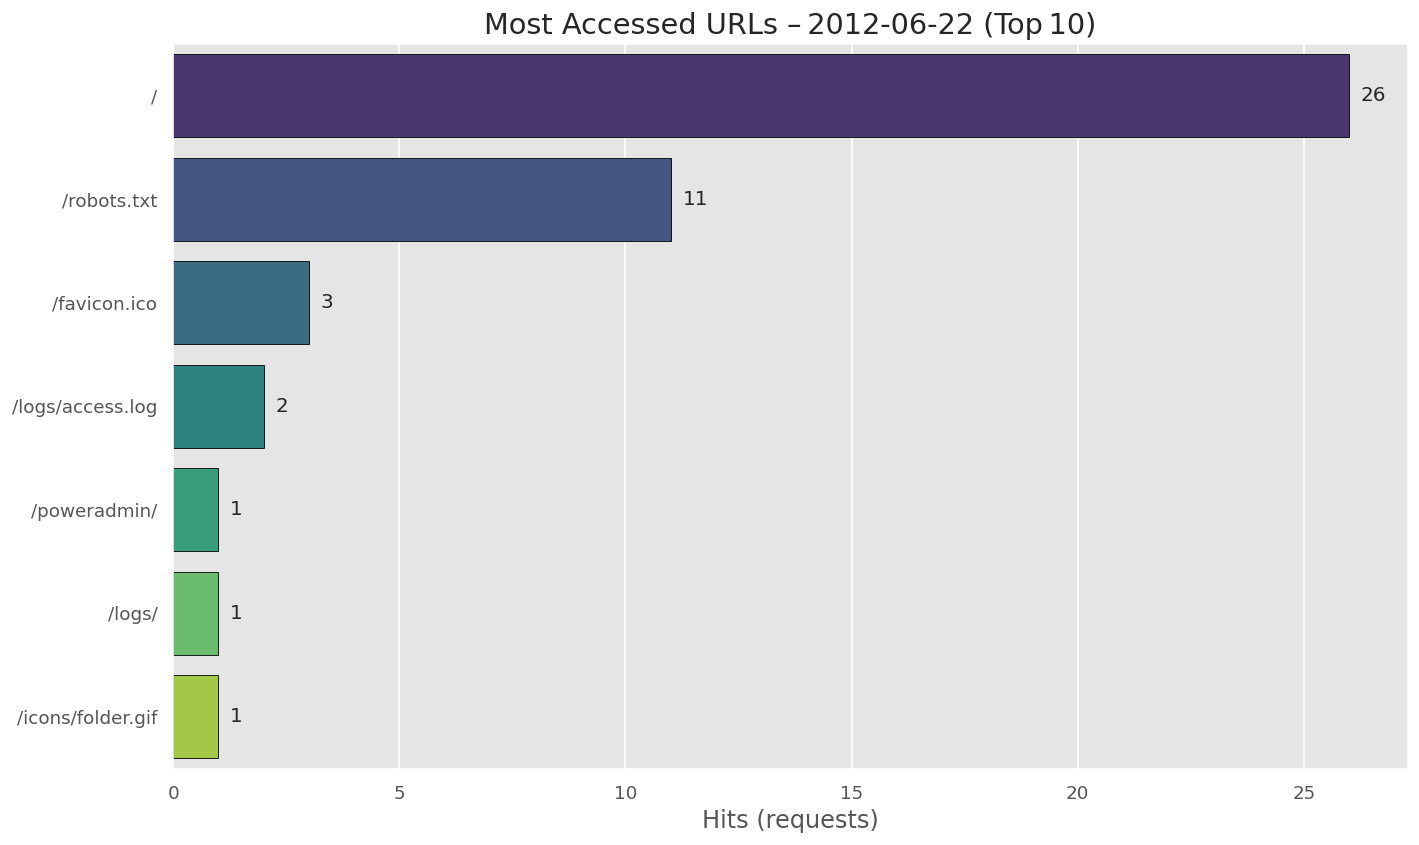 Most Accessed URLs – 2012-06-22 (Top 10)
/
26
/robots.txt
11
/favicon.ico
3
/logs/access.log
2
/poweradmin/
1
/logs/
1
/icons/folder.gif
1
0 5 10 15 20 25
Hits (requests)